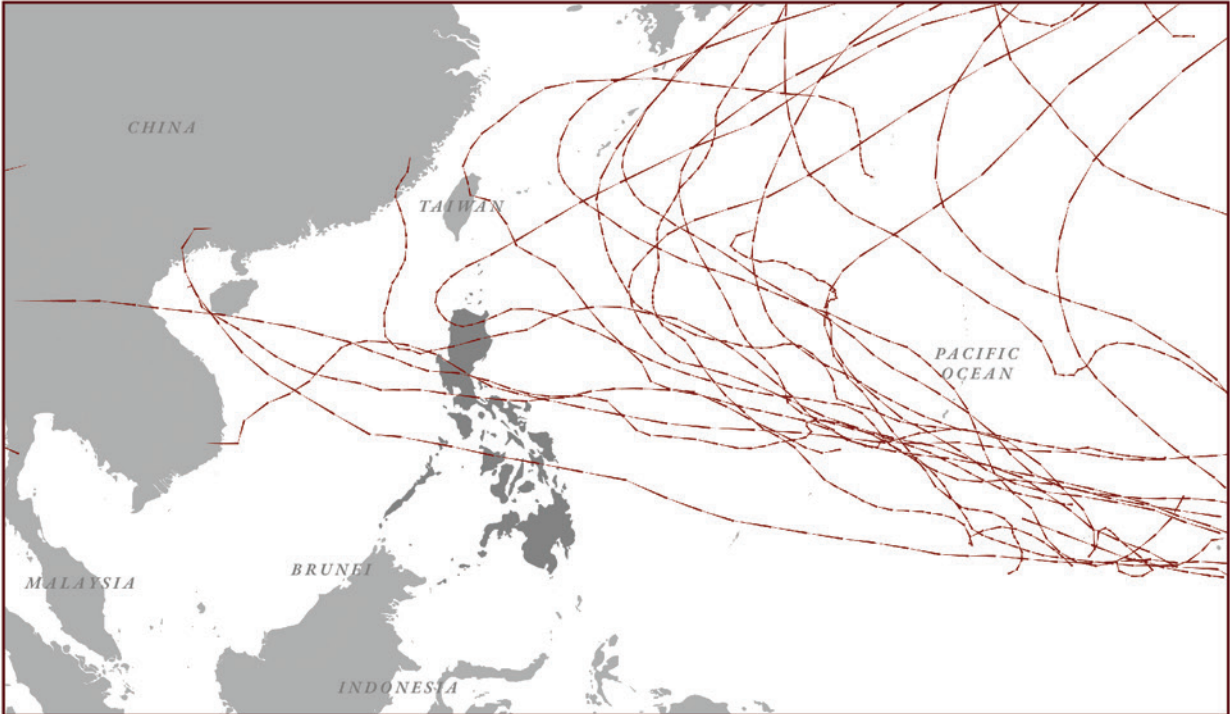 CHINA
TAIWAN
PACIFIC
OCEAN
BRUNEI
MALAYSIA
INDONESIA